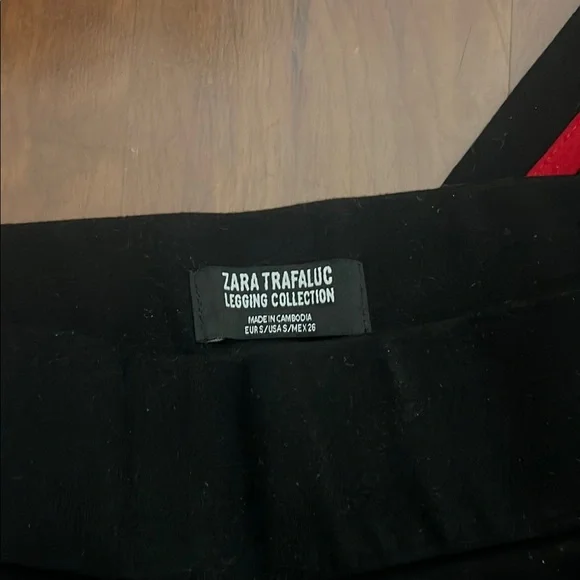 ZARA TRAFALUC
LEGGING COLLECTION
MADE IN CAMBODIA
EUR S/USA S/MEX 26